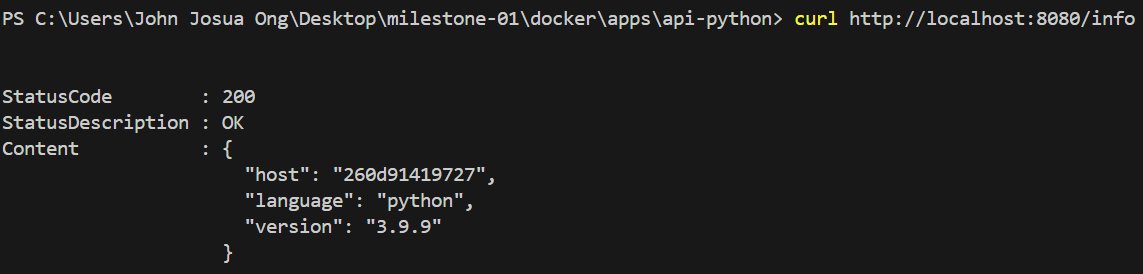 PS C:\Users\John Josua Ong\Desktop\milestone-01\docker\apps\api-python> curl http://localhost:8080/info
StatusCode        : 200
StatusDescription : OK
Content           : {
                      "host": "260d91419727",
                      "language": "python",
                      "version": "3.9.9"
                    }